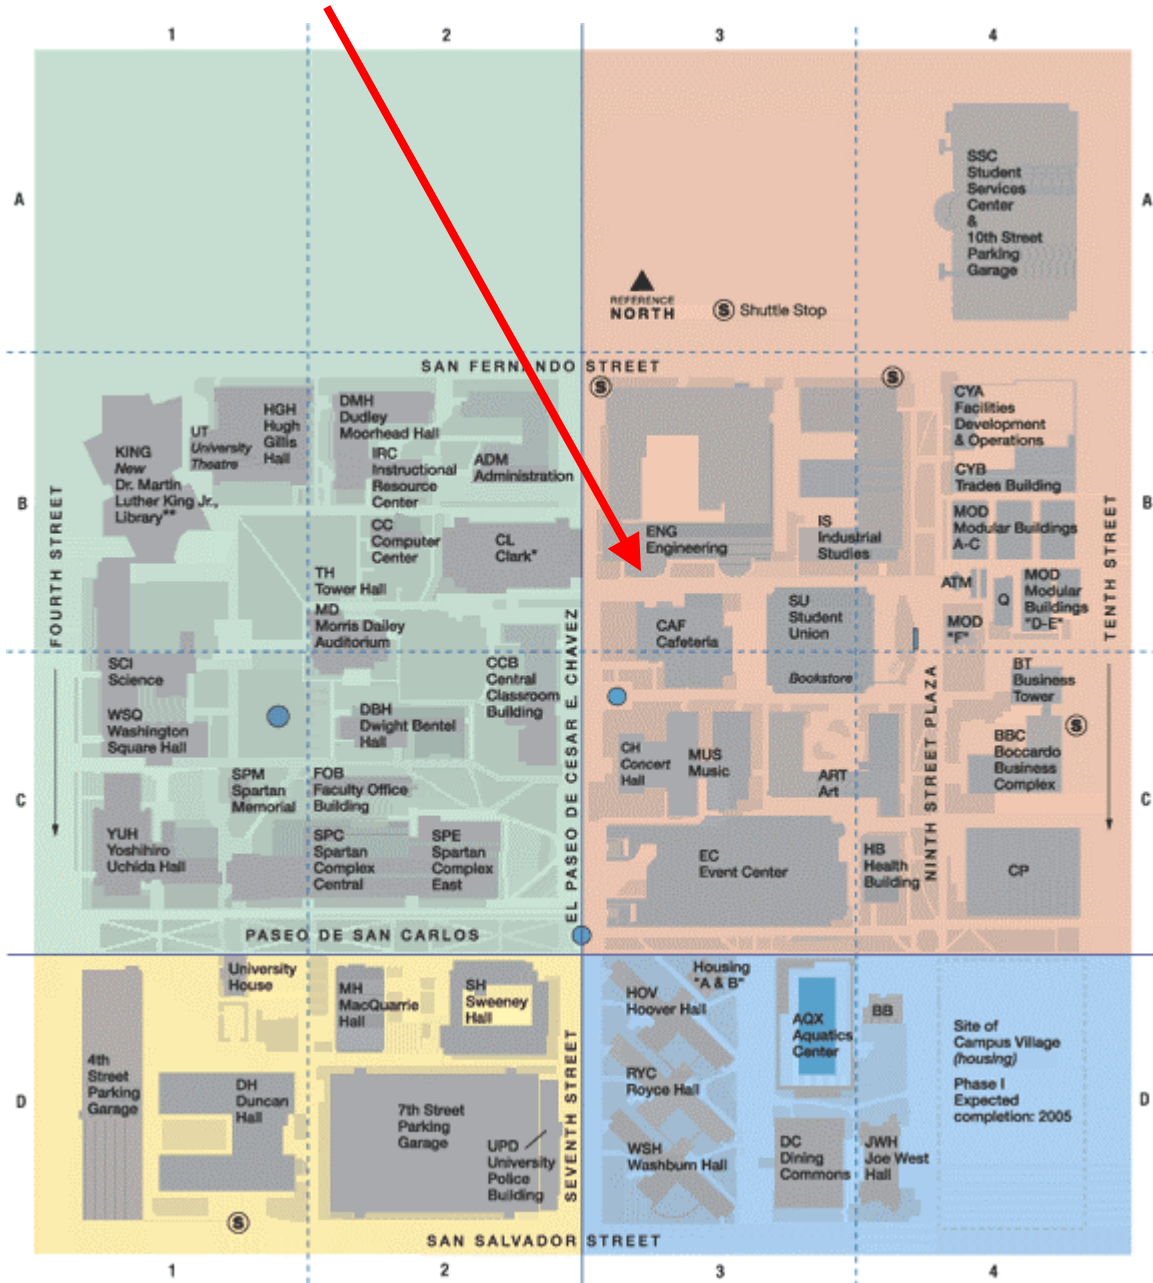 1 2 3 4
A
A
SSC
Student
Services
Center
&
10th Street
Parking
Garage
REFERENCE
NORTH
S Shuttle Stop
SAN FERNANDO STREET
S
S
KING
New
Dr. Martin
Luther King Jr.,
Library**
UT
University
Theatre
HGH
Hugh
Gillis
Hall
DMH
Dudley
Moorhead Hall
IRC
Instructional
Resource
Center
ADM
Administration
CC
Computer
Center
CL
Clark*
TH
Tower Hall
MD
Morris Dailey
Auditorium
B
B
FOURTH STREET
ENG
Engineering
IS
Industrial
Studies
CYA
Facilities
Development
& Operations
CYB
Trades Building
MOD
Modular Buildings
A-C
ATM
Q
MOD
Modular
Buildings
"D-E"
MOD
"F"
TENTH STREET
CAF
Cafeteria
SU
Student
Union
Bookstore
EL PASEO DE CESAR E. CHAVEZ
NINTH STREET PLAZA
SCI
Science
WSQ
Washington
Square Hall
CCB
Central
Classroom
Building
DBH
Dwight Bentel
Hall
SPM
Spartan
Memorial
FOB
Faculty Office
Building
YUH
Yoshihiro
Uchida Hall
SPC
Spartan
Complex
Central
SPE
Spartan
Complex
East
C
C
CH
Concert
Hall
MUS
Music
ART
Art
BT
Business
Tower
S
BBC
Boccardo
Business
Complex
EC
Event Center
HB
Health
Building
CP
PASEO DE SAN CARLOS
University
House
MH
MacQuarrie
Hall
SH
Sweeney
Hall
4th
Street
Parking
Garage
DH
Duncan
Hall
7th Street
Parking
Garage
UPD
University
Police
Building
SEVENTH STREET
D
D
S
Housing
"A & B"
HOV
Hoover Hall
RYC
Royce Hall
WSH
Washburn Hall
AQX
Aquatics
Center
BB
DC
Dining
Commons
JWH
Joe West
Hall
Site of
Campus Village
(housing)
Phase I
Expected
completion: 2005
SAN SALVADOR STREET
1 2 3 4